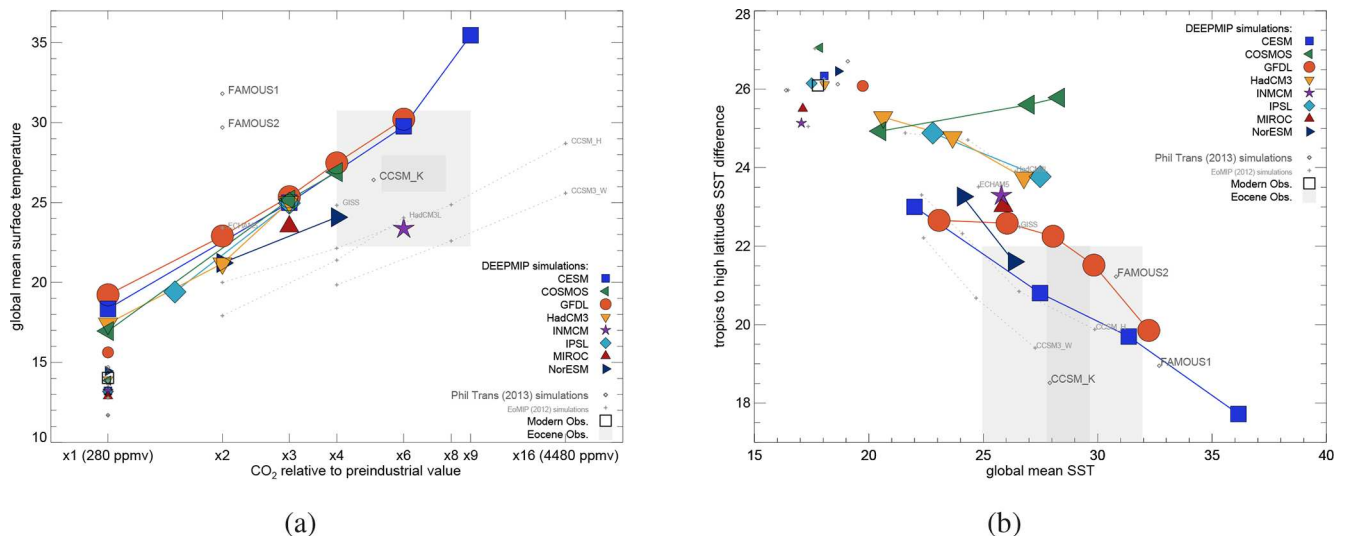 35
30
25
20
15
10
global mean surface temperature
FAMOUS1
FAMOUS2
CCSM_H
CCSM_K
CCSM3_W
GISS
HadCM3L
DEEPMIP simulations:
CESM
COSMOS
GFDL
HadCM3
INMCM
IPSL
MIROC
NorESM
Phil Trans (2013) simulations
EoMIP (2012) simulations
Modern Obs.
Eocene Obs.
x1 (280 ppmv)
x2
x3
x4
x6
x8
x9
x16 (4480 ppmv)
CO2 relative to preindustrial value
(a)
28
26
24
22
20
18
tropics to high latitudes SST difference
DEEPMIP simulations:
CESM
COSMOS
GFDL
HadCM3
INMCM
IPSL
MIROC
NorESM
Phil Trans (2013) simulations
EoMIP (2012) simulations
Modern Obs.
Eocene Obs.
ECHAM5
GISS
FAMOUS2
CCSM_H
CCSM3_W
FAMOUS1
CCSM_K
15
20
25
30
35
40
global mean SST
(b)